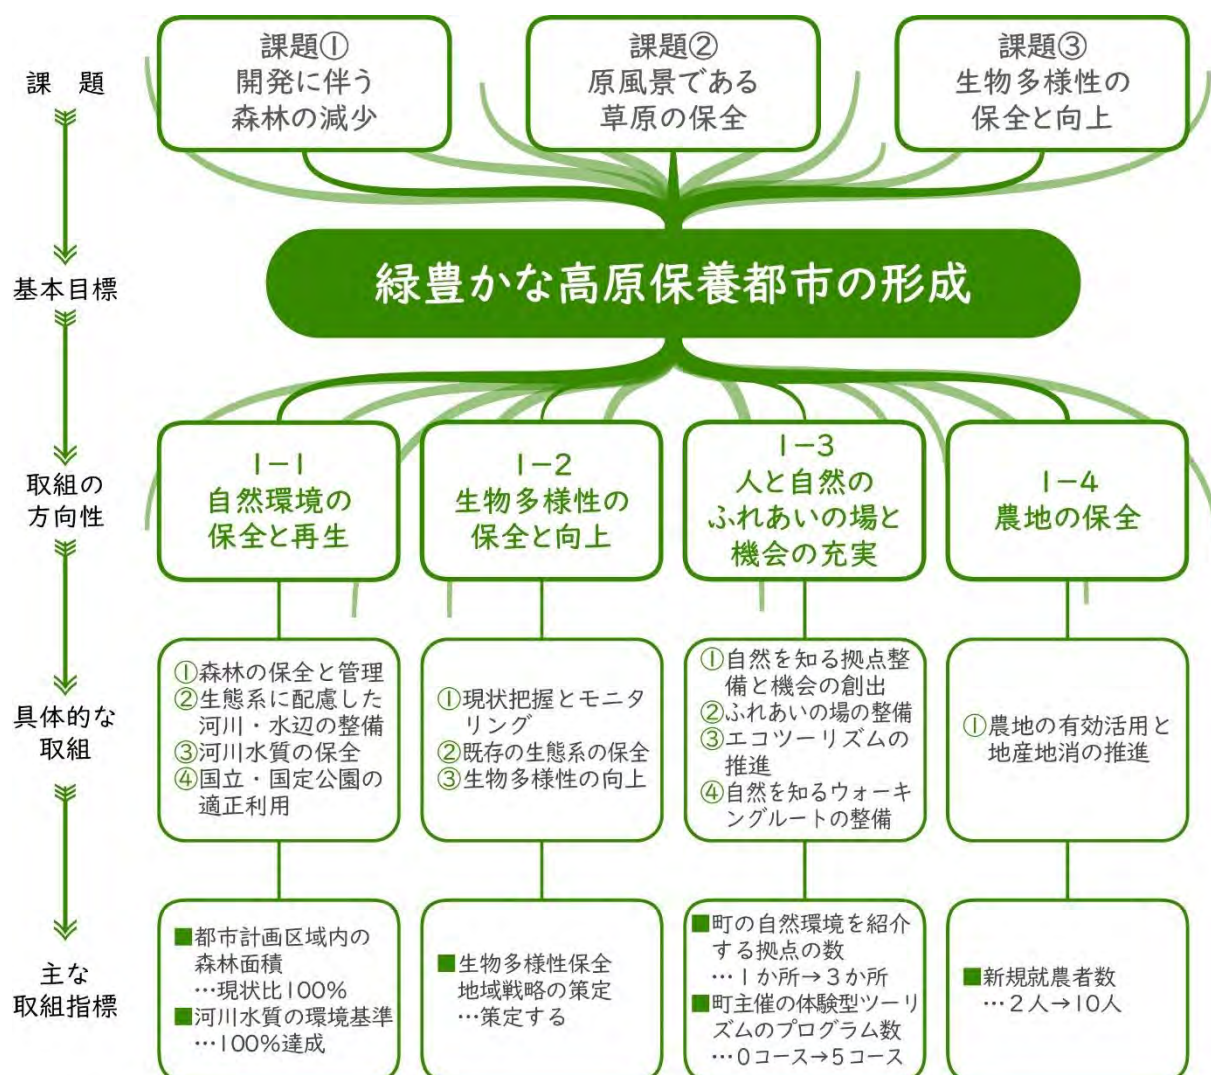 課題
課題①
開発に伴う
森林の減少
課題②
原風景である
草原の保全
課題③
生物多様性の
保全と向上
基本目標
緑豊かな高原保養都市の形成
取組の
方向性
1-1
自然環境の
保全と再生
1-2
生物多様性の
保全と向上
1-3
人と自然の
ふれあいの場と
機会の充実
1-4
農地の保全
具体的な
取組
①森林の保全と管理
②生態系に配慮した
河川・水辺の整備
③河川水質の保全
④国立・国定公園の
適正利用
①現状把握とモニタ
リング
②既存の生態系の保全
③生物多様性の向上
①自然を知る拠点整
備と機会の創出
②ふれあいの場の整備
③エコツーリズムの
推進
④自然を知るウォーキ
ングルートの整備
①農地の有効活用と
地産地消の推進
主な
取組指標
■都市計画区域内の
森林面積
…現状比100%
■河川水質の環境基準
…100%達成
■生物多様性保全
地域戦略の策定
…策定する
■町の自然環境を紹介
する拠点の数
…1か所→3か所
■町主催の体験型ツーリ
ズムのプログラム数
…0コース→5コース
■新規就農者数
…2人→10人